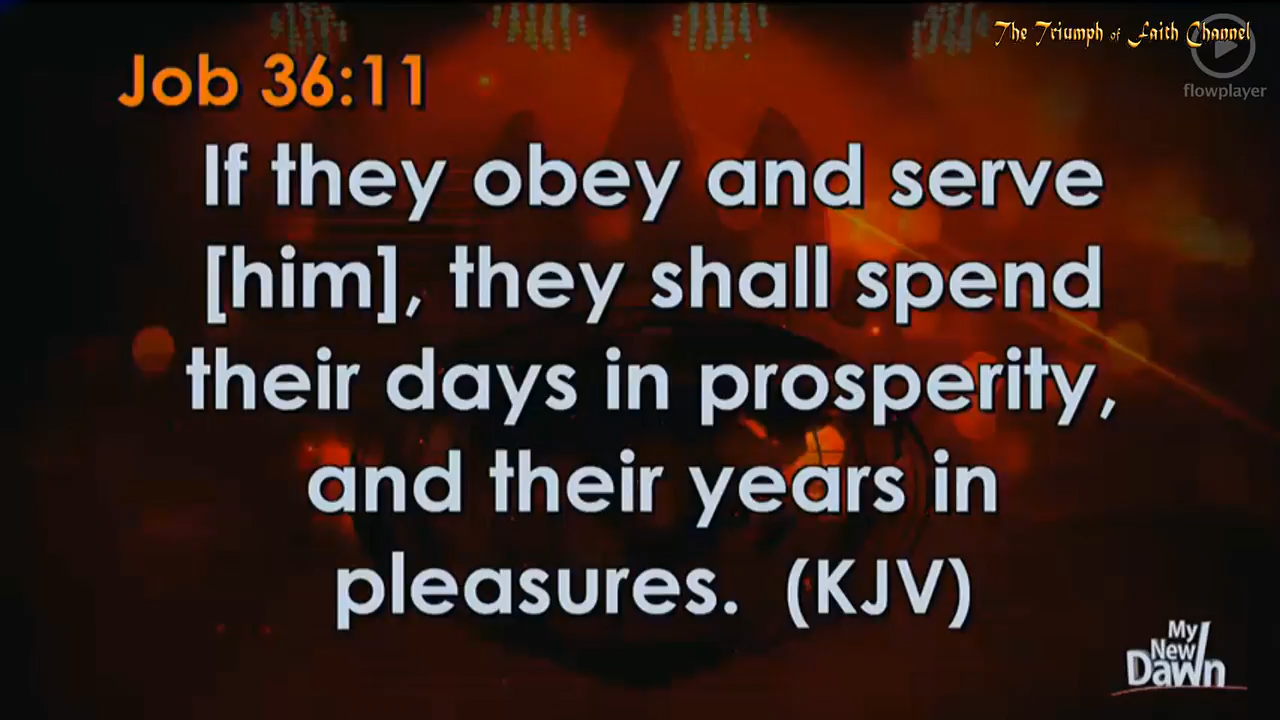 The Triumph of Faith Channel
flowplayer
Job 36:11
If they obey and serve
[him], they shall spend
their days in prosperity,
and their years in
pleasures. (KJV)
My
New
Dawn